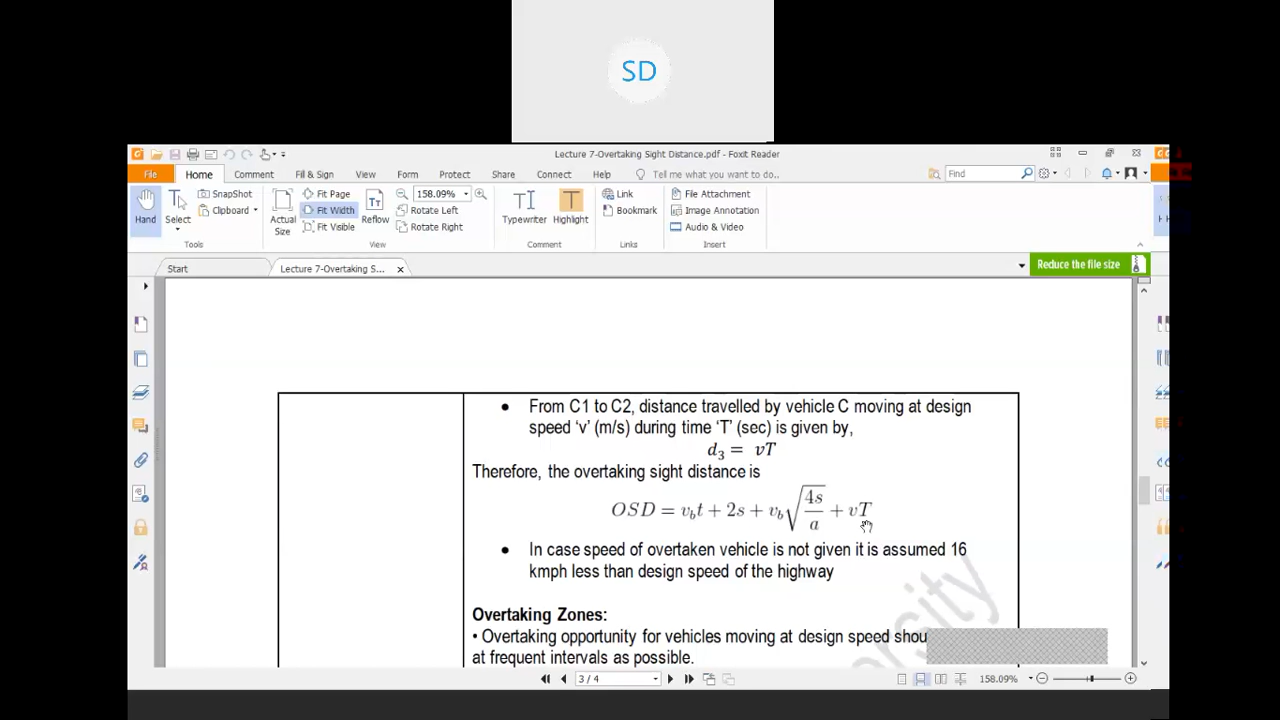 SD
Lecture 7-Overtaking Sight Distance.pdf - Foxit Reader
File Home Comment View Fill & Sign Form Protect Share Connect Help Tell me what you want to do.. Find
Hand
Select
SnapShot
Clipboard
Tools
Actual Size
Fit Page
Fit Width
Fit Visible
Reflow
158.09%
Rotate Left
Rotate Right
View
Typewriter
Highlight
Comment
Link
Bookmark
Links
File Attachment
Image Annotation
Audio & Video
Insert
Start
Lecture 7-Overtaking S...
Reduce the file size
• From C1 to C2, distance travelled by vehicle C moving at design
speed ‘v’ (m/s) during time ‘T’ (sec) is given by,
d₃ = vT
Therefore, the overtaking sight distance is
OSD = v_b t + 2s + v_b √(4s/a) + vT
• In case speed of overtaken vehicle is not given it is assumed 16
kmph less than design speed of the highway
Overtaking Zones:
• Overtaking opportunity for vehicles moving at design speed shou
at frequent intervals as possible.
ersity
3 / 4
158.09%